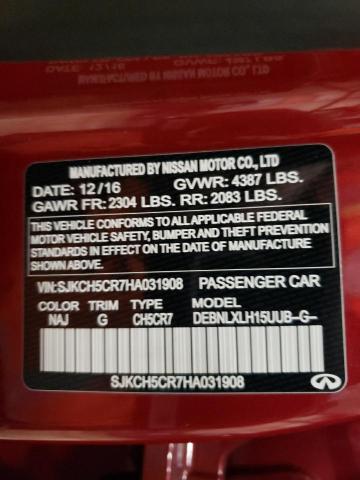 MANUFACTURED BY NISSAN MOTOR CO., LTD
DATE: 12/16 GVWR: 4387 LBS.
GAWR FR: 2304 LBS. RR: 2083 LBS.
THIS VEHICLE CONFORMS TO ALL APPLICABLE FEDERAL
MOTOR VEHICLE SAFETY, BUMPER AND THEFT PREVENTION
STANDARDS IN EFFECT ON THE DATE OF MANUFACTURE
SHOWN ABOVE.
VIN: SJKCH5CR7HA031908 PASSENGER CAR
COLOR TRIM TYPE MODEL
NAJ G CH5CR7 DEBNLXLH15UUB-G-
SJKCH5CR7HA031908